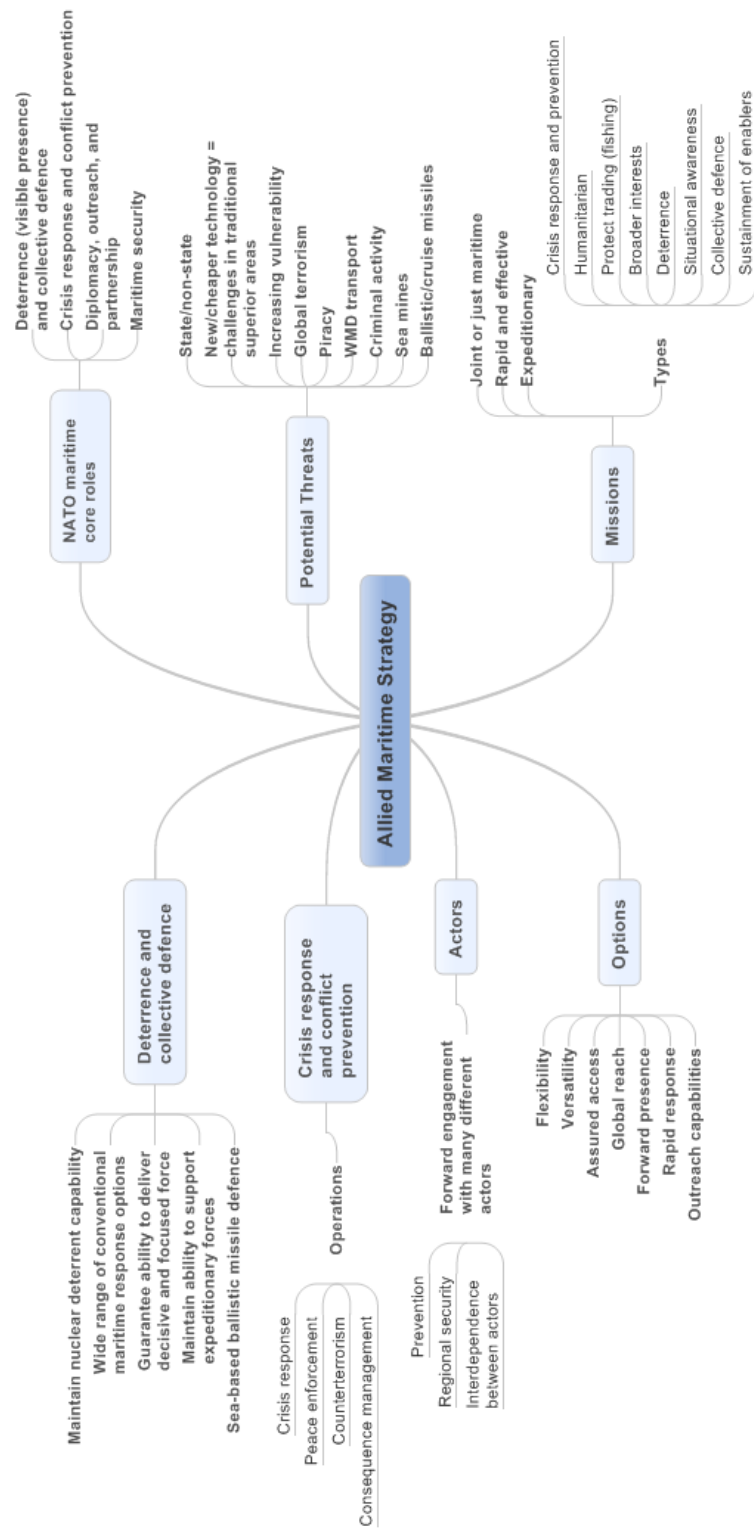 Allied Maritime Strategy
NATO maritime
core roles
Deterrence (visible presence)
and collective defence
Crisis response and conflict prevention
Diplomacy, outreach, and
partnership
Maritime security
Potential Threats
State/non-state
New/cheaper technology =
challenges in traditional
superior areas
Increasing vulnerability
Global terrorism
Piracy
WMD transport
Criminal activity
Sea mines
Ballistic/cruise missiles
Missions
Joint or just maritime
Rapid and effective
Expeditionary
Types
Crisis response and prevention
Humanitarian
Protect trading (fishing)
Broader interests
Deterrence
Situational awareness
Collective defence
Sustainment of enablers
Deterrence and
collective defence
Maintain nuclear deterrent capability
Wide range of conventional
maritime response options
Guarantee ability to deliver
decisive and focused force
Maintain ability to support
expeditionary forces
Sea-based ballistic missile defence
Crisis response
and conflict
prevention
Operations
Crisis response
Peace enforcement
Counterterrorism
Consequence management
Actors
Forward engagement
with many different
actors
Prevention
Regional security
Interdependence
between actors
Options
Flexibility
Versatility
Assured access
Global reach
Forward presence
Rapid response
Outreach capabilities